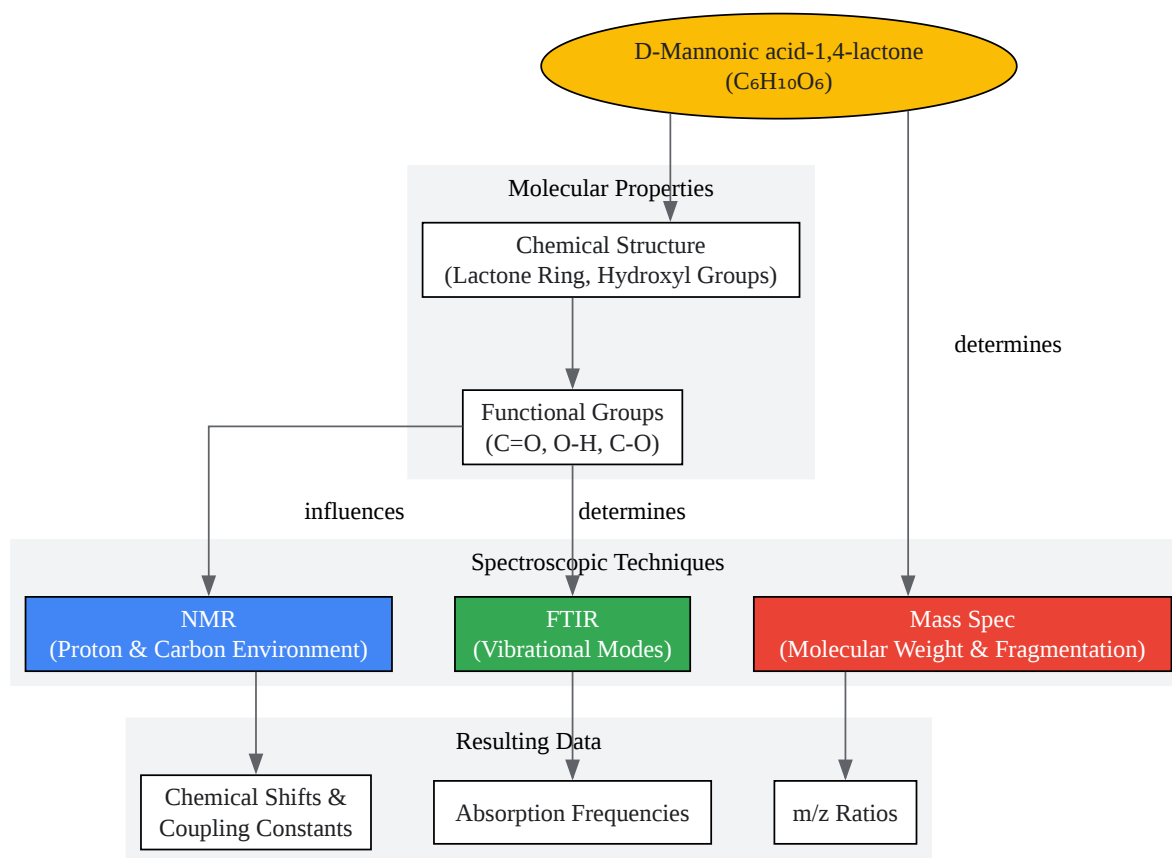 D-Mannonic acid-1,4-lactone
(C₆H₁₀O₆)
Molecular Properties
Chemical Structure
(Lactone Ring, Hydroxyl Groups)
determines
Functional Groups
(C=O, O-H, C-O)
influences
determines
Spectroscopic Techniques
NMR
(Proton & Carbon Environment)
FTIR
(Vibrational Modes)
Mass Spec
(Molecular Weight & Fragmentation)
Resulting Data
Chemical Shifts &
Coupling Constants
Absorption Frequencies
m/z Ratios